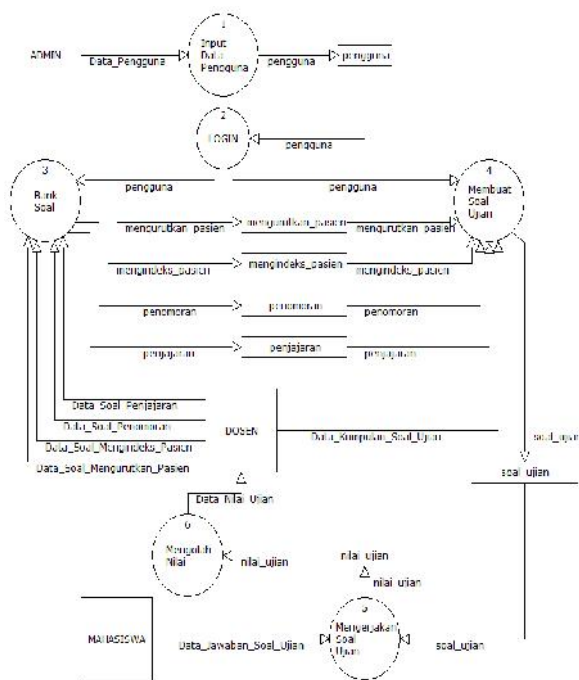 1
Input
Data
Pengguna
ADMIN
Data_Pengguna
pengguna
pengguna
2
LOGIN
pengguna
3
Bank
Soal
4
Membuat
Soal
Ujian
pengguna
pengguna
mengurutkan_pasien
mengurutkan_pasien
mengurutkan_pasien
mengindeks_pasien
mengindeks_pasien
mengindeks_pasien
penomoran
penomoran
penomoran
penjajaran
penjajaran
penjajaran
Data_Soal_Penjajaran
Data_Soal_Penomoran
Data_Soal_Mengindeks_Pasien
Data_Soal_Mengurutkan_Pasien
DOSEN
Data_Kumpulan_Soal_Ujian
soal_ujian
soal_ujian
Data_Nilai_Ujian
6
Mengolah
Nilai
nilai_ujian
nilai_ujian
nilai_ujian
MAHASISWA
Data_Jawaban_Soal_Ujian
5
Mengerjakan
Soal
Ujian
soal_ujian